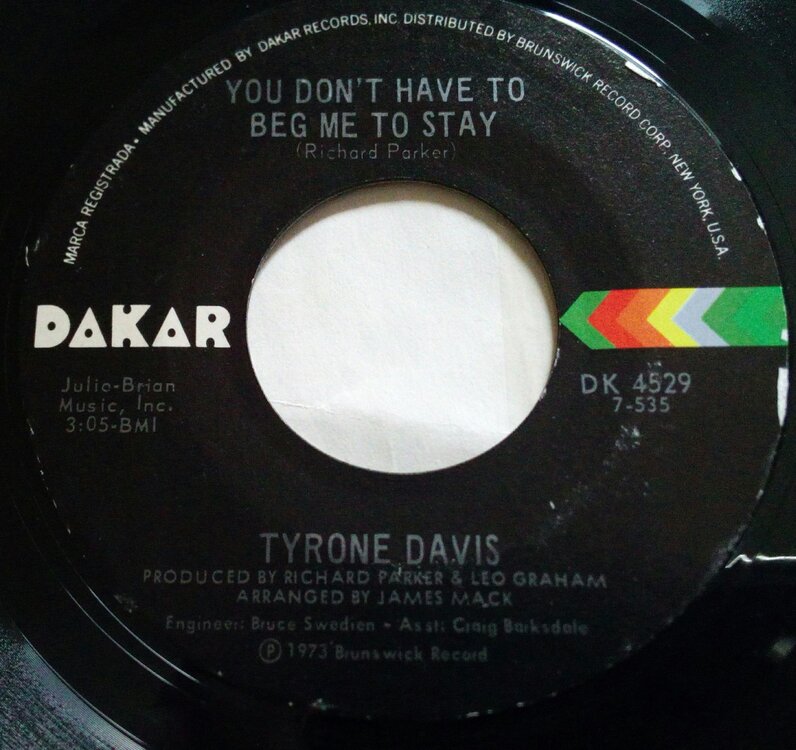 MARCA REGISTRADA • MANUFACTURED BY DAKAR RECORDS, INC DISTRIBUTED BY BRUNSWICK RECORD CORP. NEW YORK, U.S.A.
YOU DON'T HAVE TO
BEG ME TO STAY
(Richard Parker)
DAKAR
Julio-Brian
Music, Inc.
3:05-BMI
DK 4529
7-535
TYRONE DAVIS
PRODUCED BY RICHARD PARKER & LEO GRAHAM
ARRANGED BY JAMES MACK
Engineer: Bruce Swedien - Asst: Craig Barksdale
Ⓟ 1973 Brunswick Record